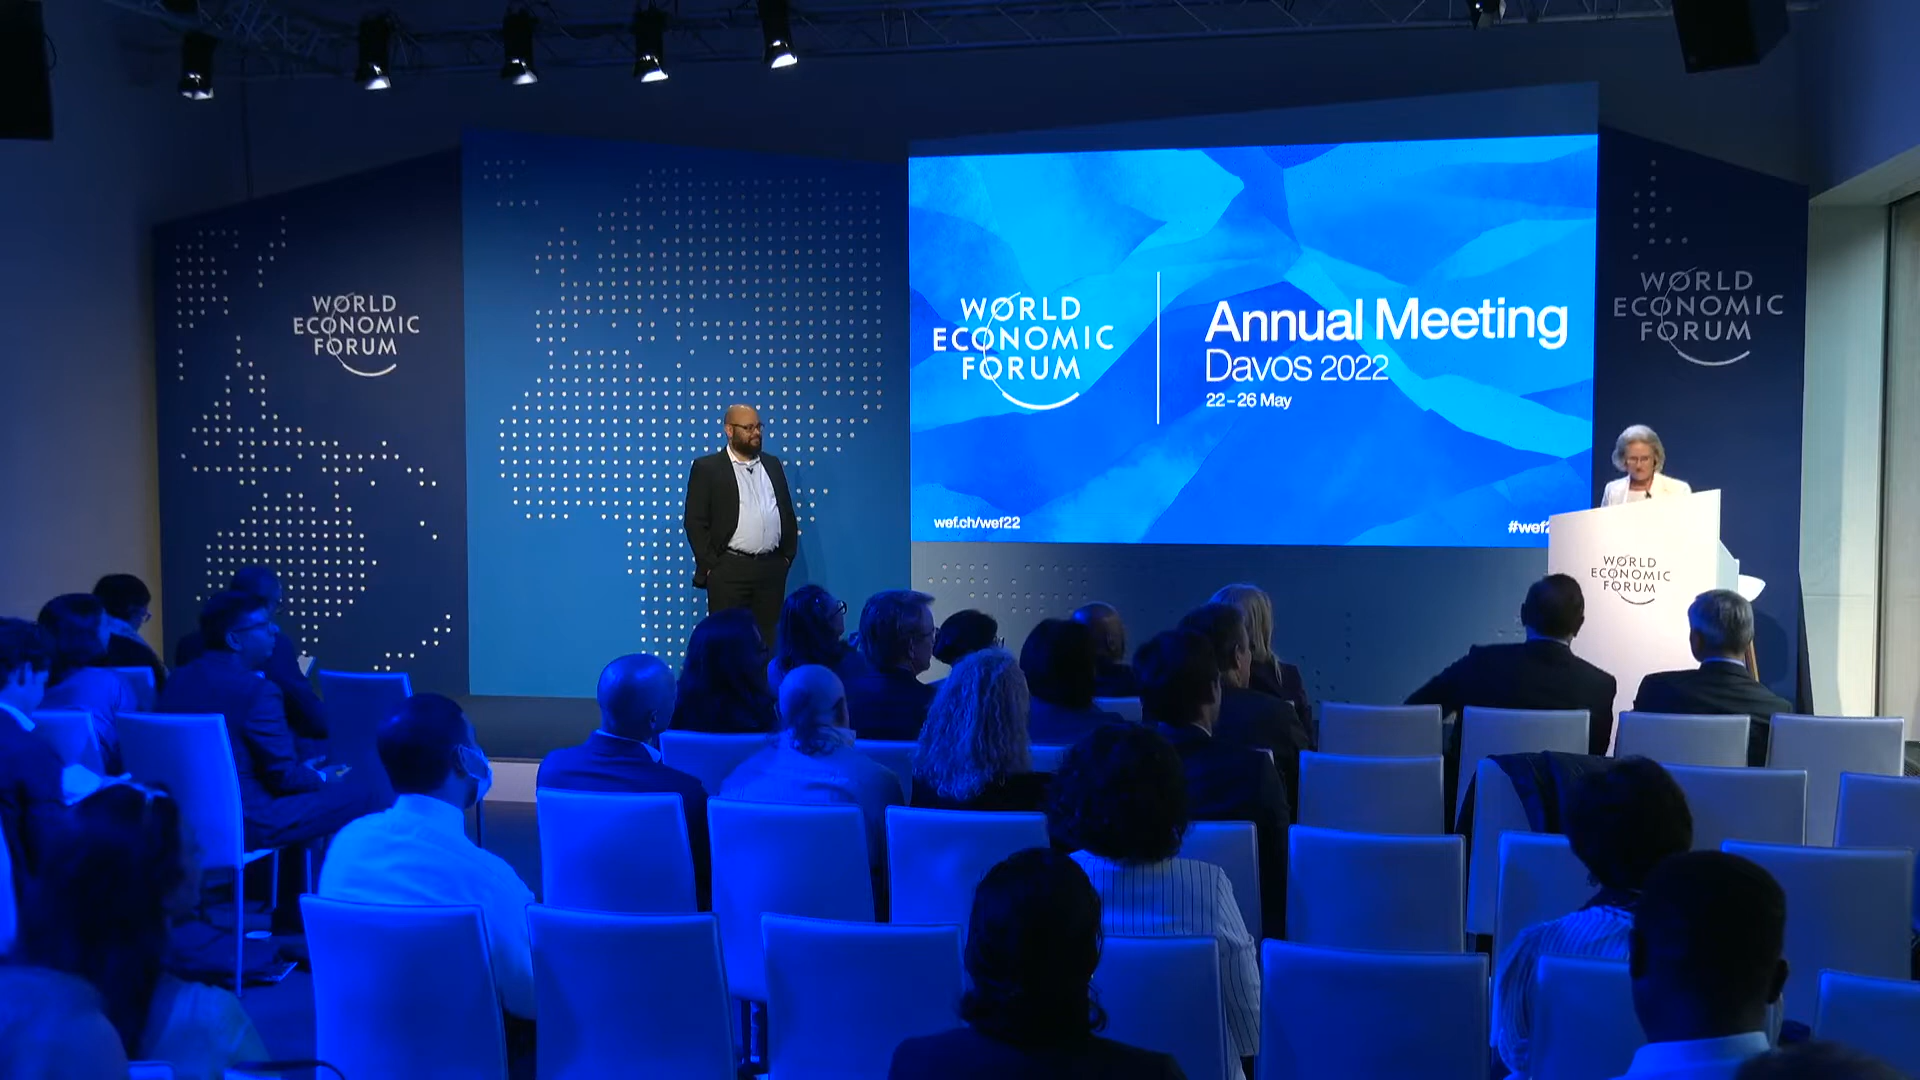 WORLD
ECONOMIC
FORUM
WORLD
ECONOMIC
FORUM
Annual Meeting
Davos 2022
22 – 26 May
wef.ch/wef22
WORLD
ECONOMIC
FORUM
WORLD
ECONOMIC
FORUM